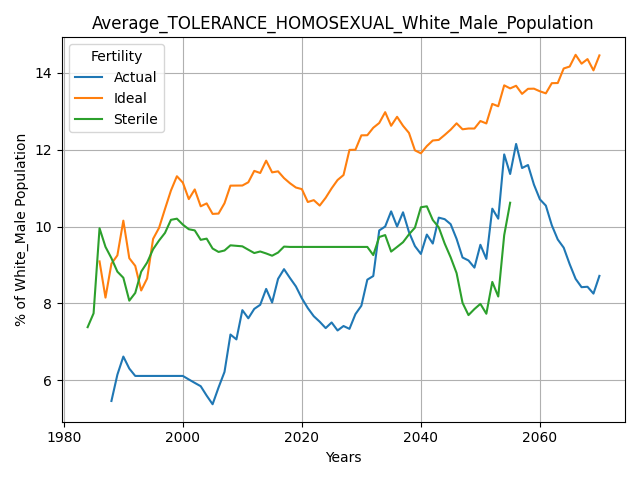 Average_TOLERANCE_HOMOSEXUAL_White_Male_Population
Fertility
Actual
Ideal
Sterile
% of White_Male Population
14
12
10
8
6
1980
2000
2020
2040
2060
Years